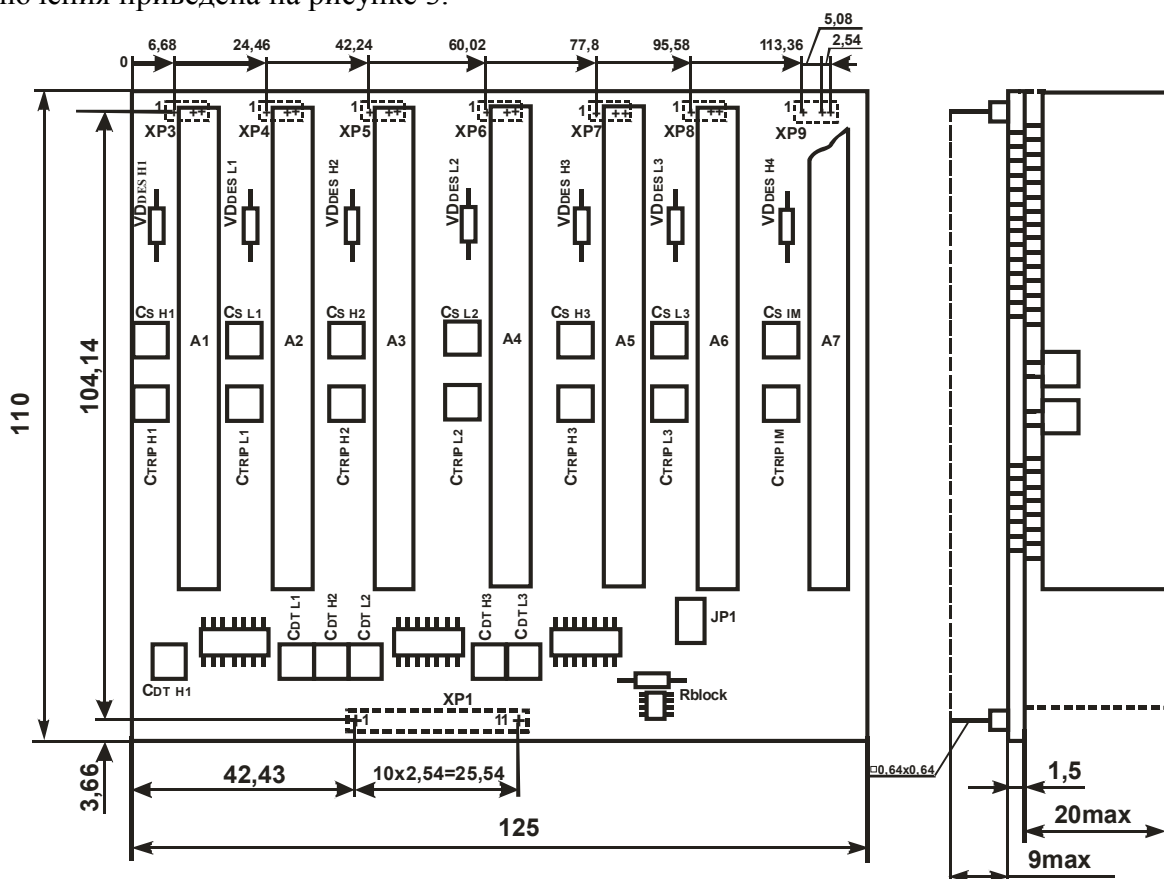 ючения приведена на рисунке 3.
5,08
6,68 24,46 42,24 60,02 77,8 95,58 113,36 2,54
0
1 1 1 1 1 1 1
XP3 XP4 XP5 XP6 XP7 XP8 XP9
VDDES H1 VDDES L1 VDDES H2 VDDES L2 VDDES H3 VDDES L3 VDDES H4
CS H1 CS L1 CS H2 CS L2 CS H3 CS L3 CS IM
A1 A2 A3 A4 A5 A6 A7
104,14
110
CTRIP H1 CTRIP L1 CTRIP H2 CTRIP L2 CTRIP H3 CTRIP L3 CTRIP IM
CDT L1 CDT H2 CDT L2 CDT H3 CDT L3
JP1
CDT H1
Rblock
XP1
1 11
3,66
42,43 10x2,54=25,54
□0,64x0,64
1,5
125
20max
9max